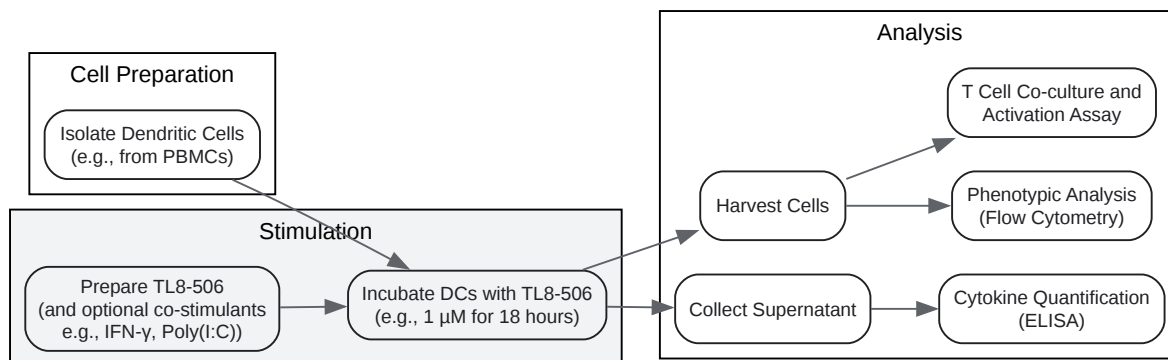 Cell Preparation
Isolate Dendritic Cells
(e.g., from PBMCs)
Stimulation
Prepare TL8-506
(and optional co-stimulants
e.g., IFN-γ, Poly(I:C))
Incubate DCs with TL8-506
(e.g., 1 µM for 18 hours)
Analysis
Harvest Cells
Collect Supernatant
T Cell Co-culture and
Activation Assay
Phenotypic Analysis
(Flow Cytometry)
Cytokine Quantification
(ELISA)